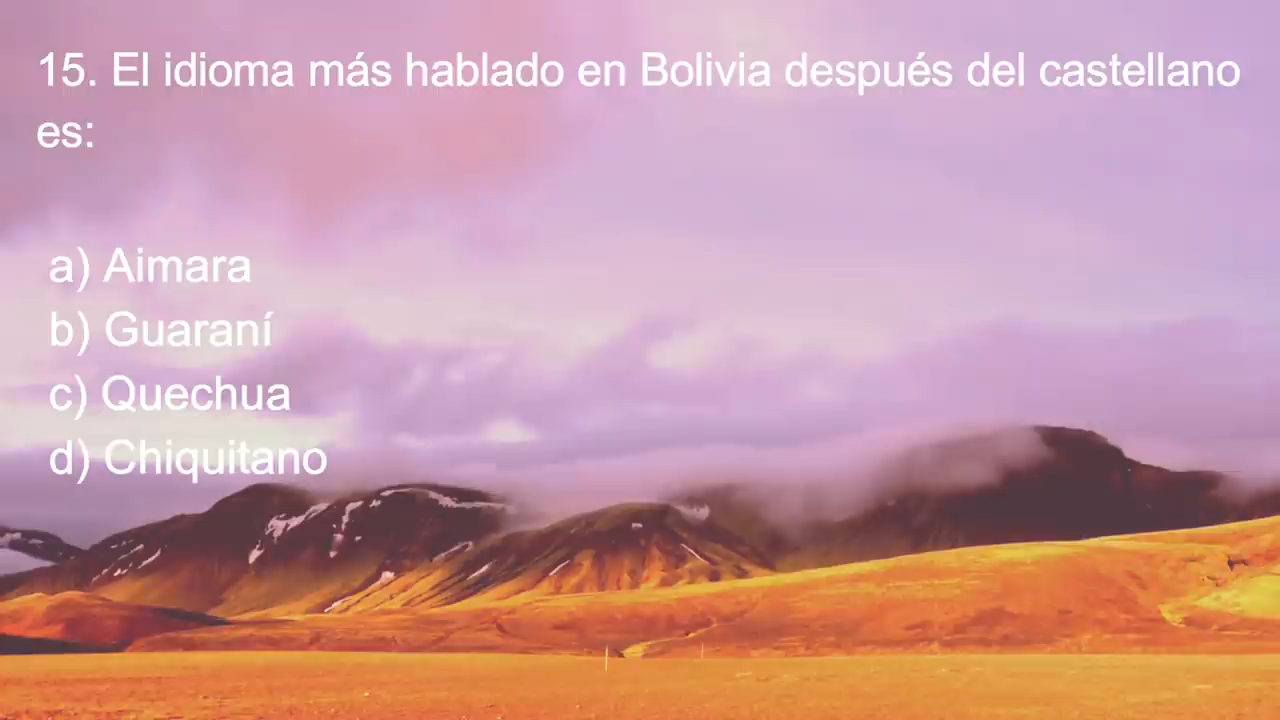 15. El idioma más hablado en Bolivia después del castellano
es:
a) Aimara
b) Guaraní
c) Quechua
d) Chiquitano